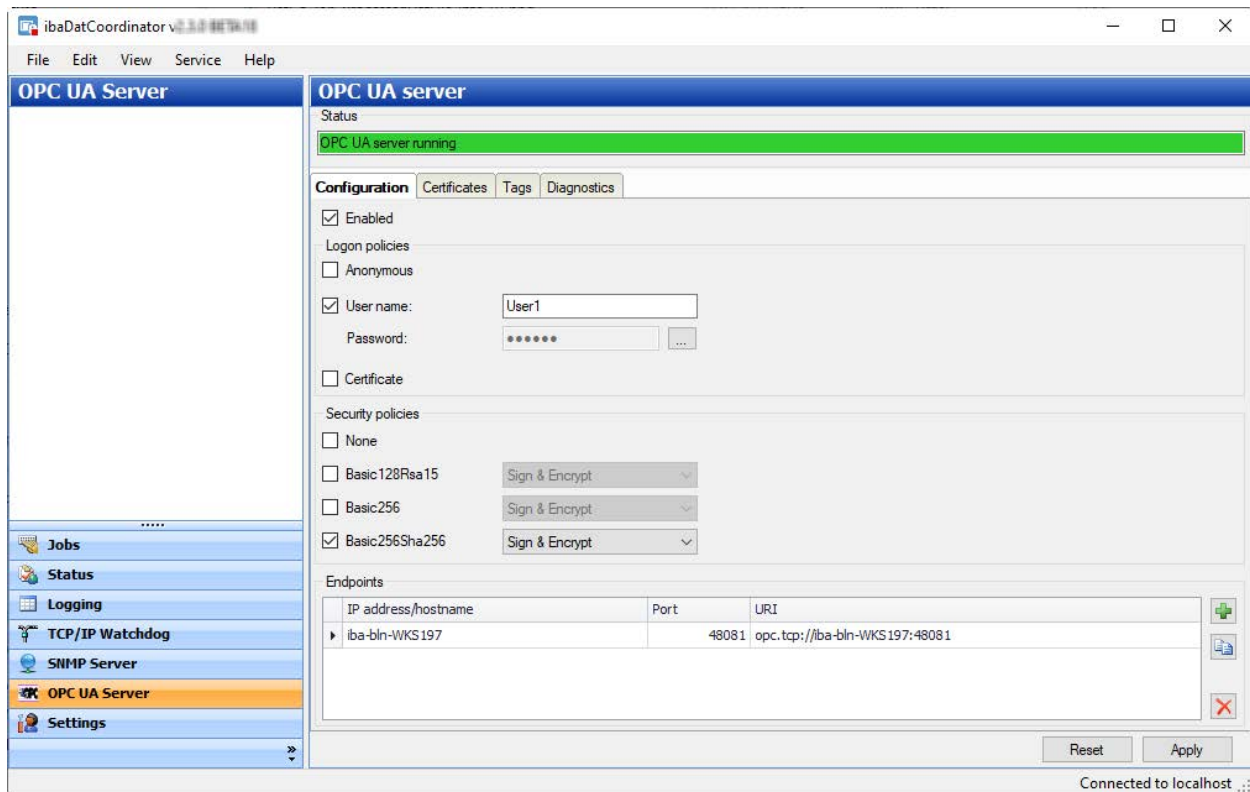 ibaDatCoordinator
File Edit View Service Help
OPC UA Server
Jobs
Status
Logging
TCP/IP Watchdog
SNMP Server
OPC UA Server
Settings
OPC UA server
Status
OPC UA server running
Configuration Certificates Tags Diagnostics
Enabled
Logon policies
Anonymous
User name: User1
Password: ●●●●●●
...
Certificate
Security policies
None
Basic128Rsa15 Sign & Encrypt
Basic256 Sign & Encrypt
Basic256Sha256 Sign & Encrypt
Endpoints
IP address/hostname Port URI
iba-bln-WKS197 48081 opc.tcp://iba-bln-WKS197:48081
Reset Apply
Connected to localhost